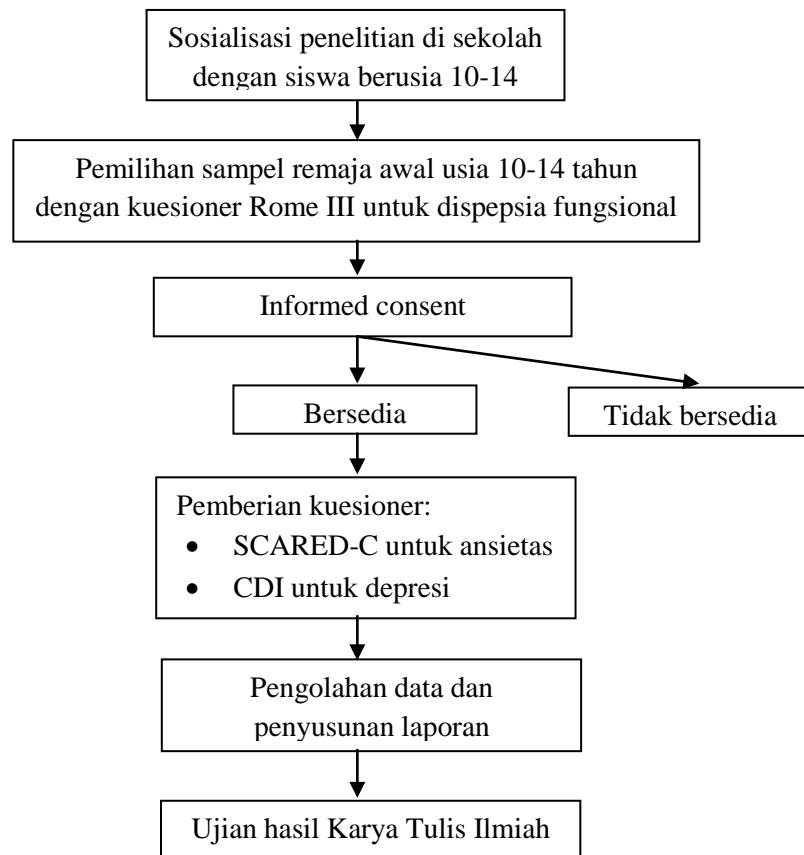 Sosialisasi penelitian di sekolah
dengan siswa berusia 10-14
Pemilihan sampel remaja awal usia 10-14 tahun
dengan kuesioner Rome III untuk dispepsia fungsional
Informed consent
Bersedia
Tidak bersedia
Pemberian kuesioner:
• SCARED-C untuk ansietas
• CDI untuk depresi
Pengolahan data dan
penyusunan laporan
Ujian hasil Karya Tulis Ilmiah